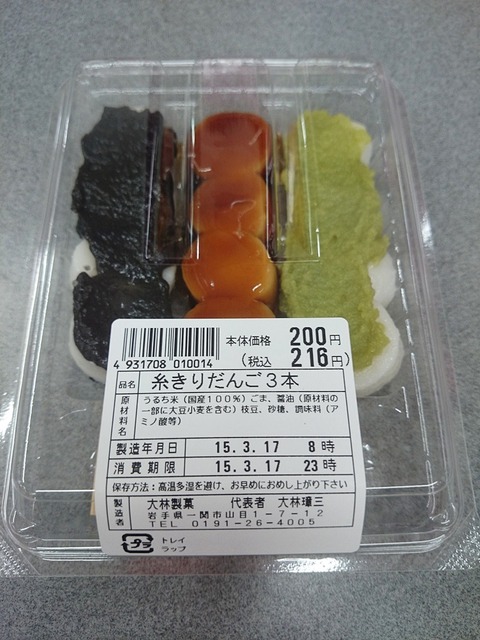 本体価格 200円
4 931708 010014 (税込 216円)
品名 糸きりだんご3本
原材料名 うるち米(国産100%)ごま、醤油(原材料の
一部に大豆小麦を含む)枝豆、砂糖、調味料(ア
ミノ酸等)
製造年月日 15.3.17 8時
消費期限 15.3.17 23時
保存方法:高温多湿を避け、お早めにおめし上がり下さい
製造者 大林製菓 代表者 大林璋三
岩手県一関市山目1-7-12
TEL 0191-26-4005
プラ トレイ
ラップ